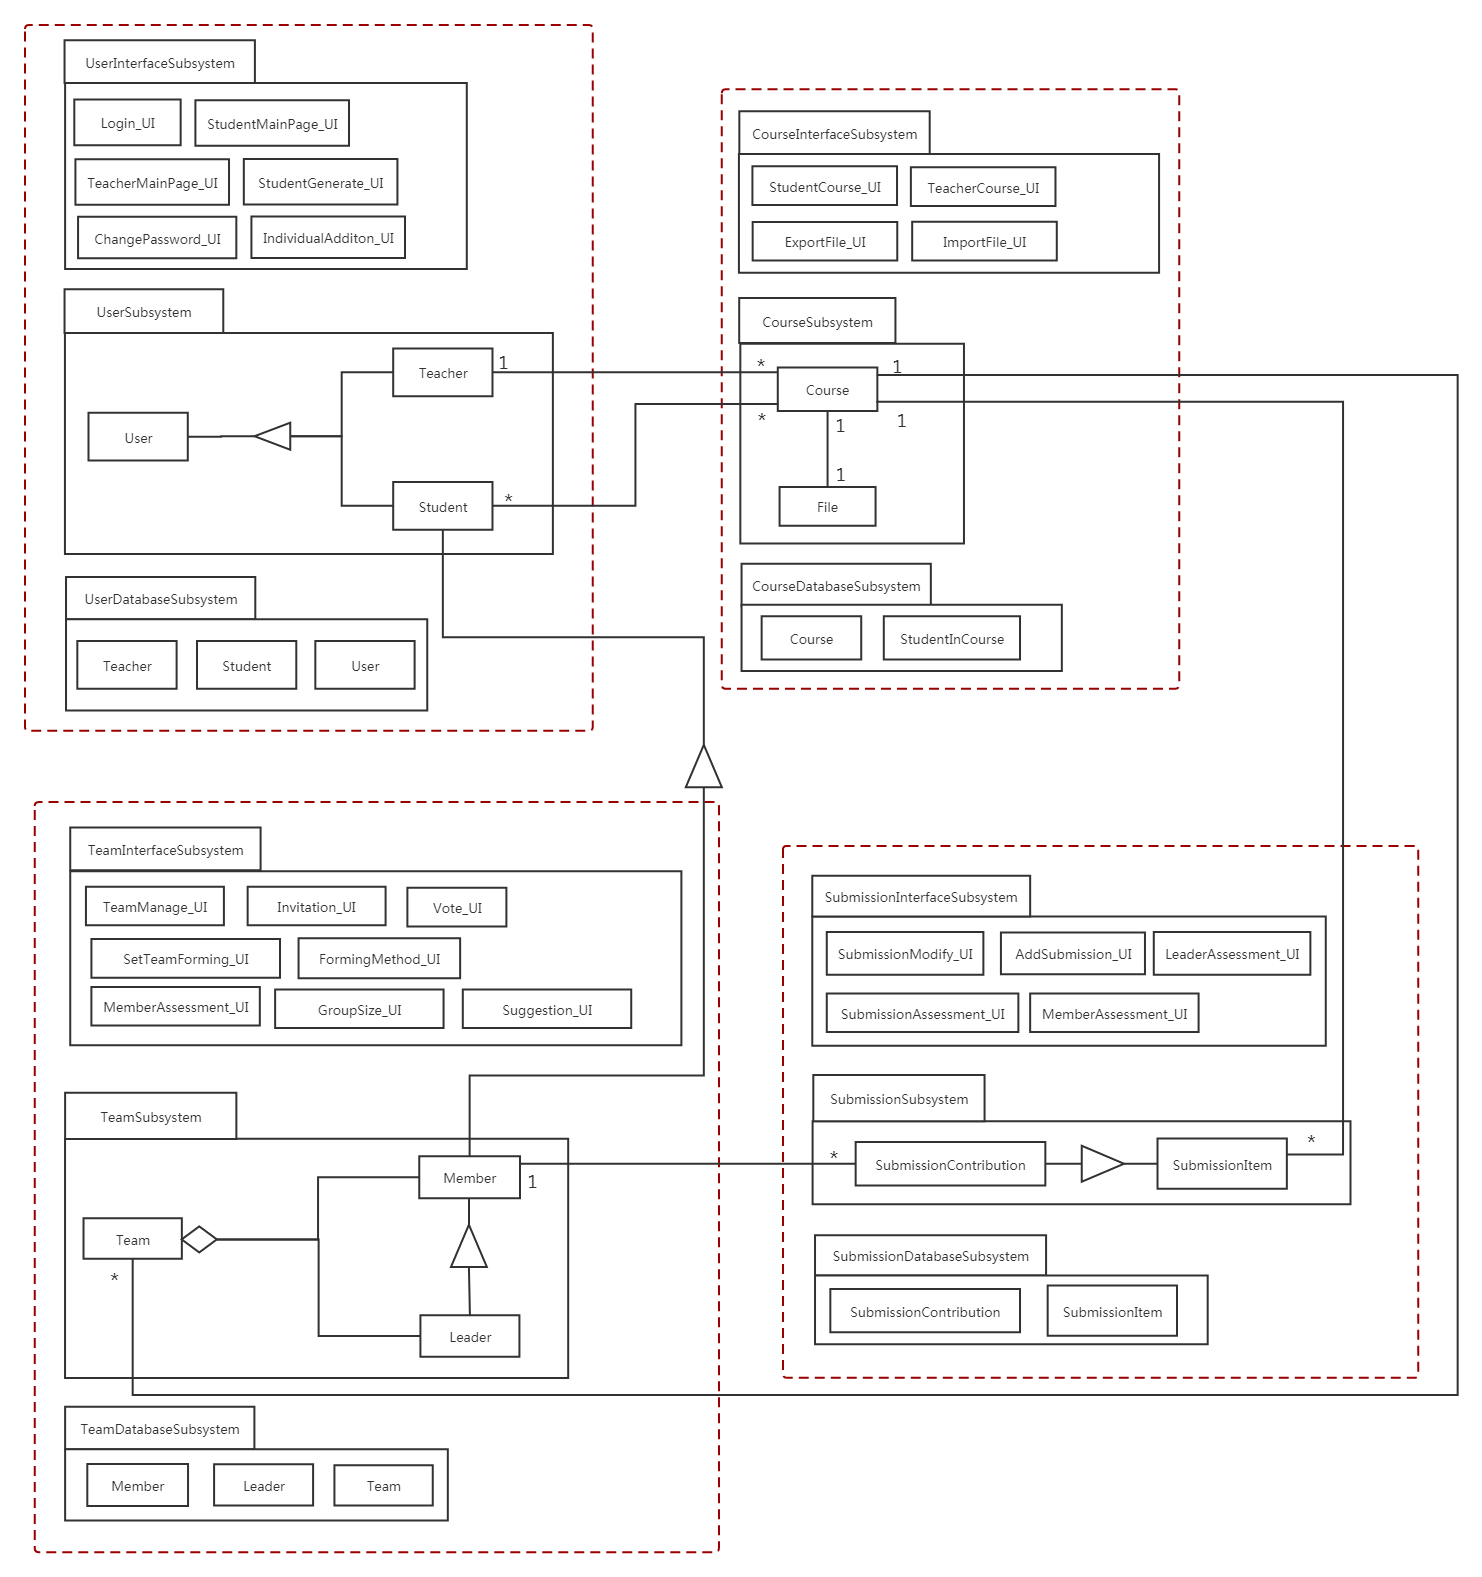 UserInterfaceSubsystem
Login_UI
StudentMainPage_UI
TeacherMainPage_UI
StudentGenerate_UI
ChangePassword_UI
IndividualAdditon_UI
UserSubsystem
Teacher
1
User
Student
*
UserDatabaseSubsystem
Teacher
Student
User
CourseInterfaceSubsystem
StudentCourse_UI
TeacherCourse_UI
ExportFile_UI
ImportFile_UI
CourseSubsystem
*
1
Course
*
1
1
1
File
CourseDatabaseSubsystem
Course
StudentInCourse
TeamInterfaceSubsystem
TeamManage_UI
Invitation_UI
Vote_UI
SetTeamForming_UI
FormingMethod_UI
MemberAssessment_UI
GroupSize_UI
Suggestion_UI
TeamSubsystem
Member
1
Team
*
Leader
TeamDatabaseSubsystem
Member
Leader
Team
SubmissionInterfaceSubsystem
SubmissionModify_UI
AddSubmission_UI
LeaderAssessment_UI
SubmissionAssessment_UI
MemberAssessment_UI
SubmissionSubsystem
*
SubmissionContribution
SubmissionItem
*
SubmissionDatabaseSubsystem
SubmissionContribution
SubmissionItem